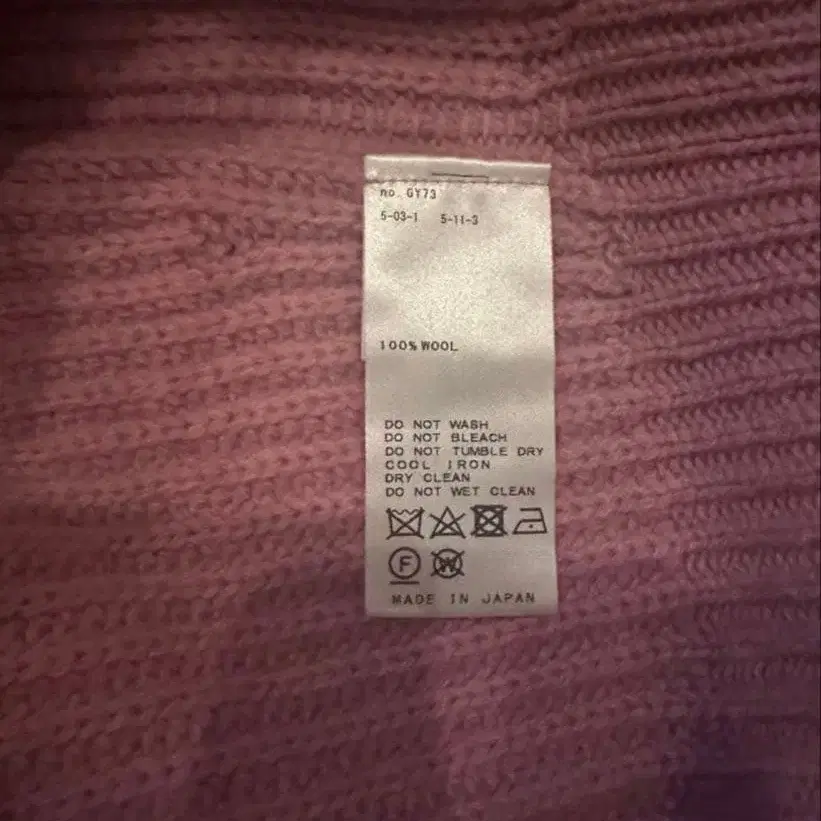 no. GY73
5-03-1 5-11-3
100% WOOL
DO NOT WASH
DO NOT BLEACH
DO NOT TUMBLE DRY
COOL IRON
DRY CLEAN
DO NOT WET CLEAN
F W
MADE IN JAPAN